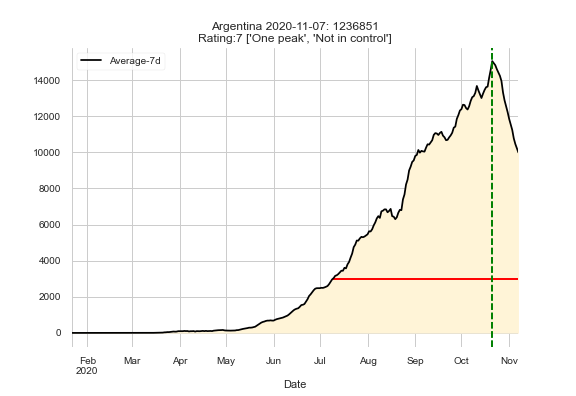 Argentina 2020-11-07: 1236851
Rating:7 ['One peak', 'Not in control']
Average-7d
14000
12000
10000
8000
6000
4000
2000
0
Feb Mar Apr May Jun Jul Aug Sep Oct Nov
2020
Date